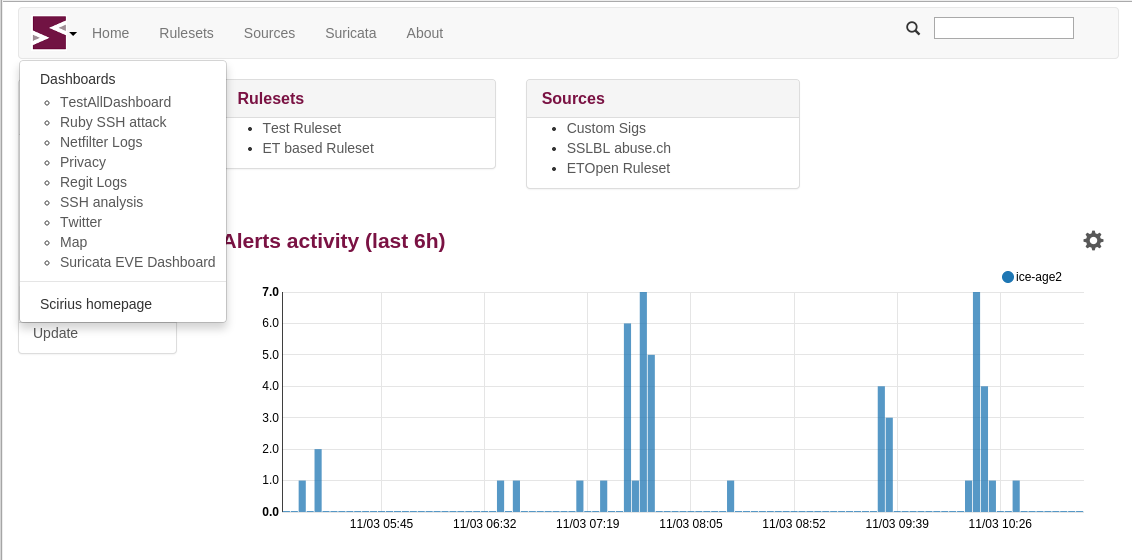 Home Rulesets Sources Suricata About
Dashboards
TestAllDashboard
Ruby SSH attack
Netfilter Logs
Privacy
Regit Logs
SSH analysis
Twitter
Map
Suricata EVE Dashboard
Scirius homepage
Update
Rulesets
Test Ruleset
ET based Ruleset
Sources
Custom Sigs
SSLBL abuse.ch
ETOpen Ruleset
Alerts activity (last 6h)
ice-age2
7.0
6.0
5.0
4.0
3.0
2.0
1.0
0.0
11/03 05:45 11/03 06:32 11/03 07:19 11/03 08:05 11/03 08:52 11/03 09:39 11/03 10:26